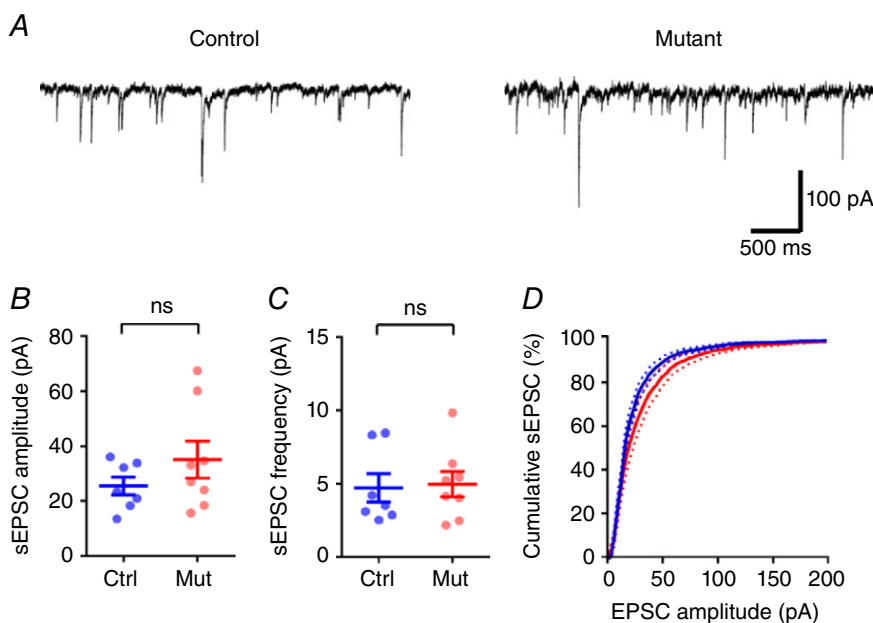 A
Control
Mutant
100 pA
500 ms
B
ns
sEPSC amplitude (pA)
80
60
40
20
0
Ctrl
Mut
C
ns
sEPSC frequency (pA)
15
10
5
0
Ctrl
Mut
D
Cumulative sEPSC (%)
100
80
60
40
20
0
0
50
100
150
200
EPSC amplitude (pA)